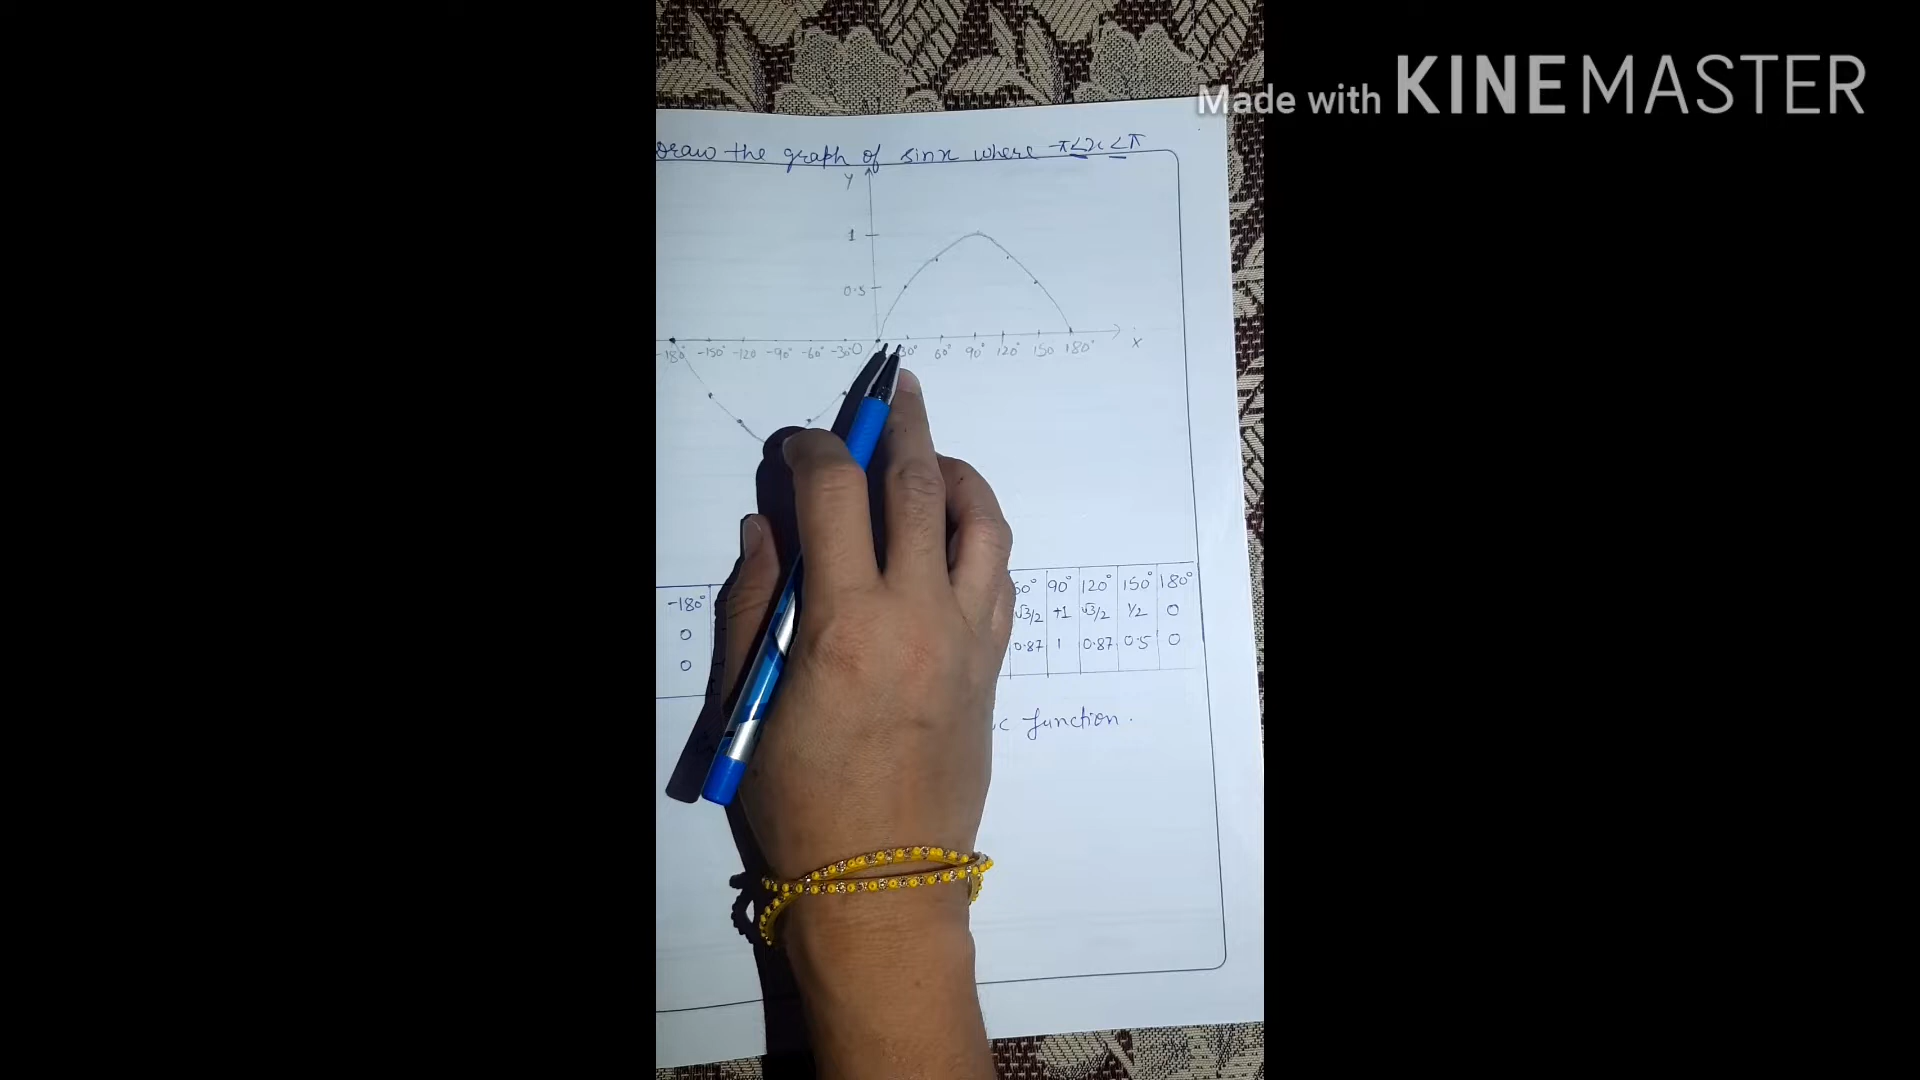 Made with KINEMASTER
Draw the graph of sinx where -π≤x≤π
Y
1
0.5
-180° -150° -120 -90° -60° -30° O 30° 60° 90° 120° 150 180° X
-180° 60° 90° 120° 150° 180°
0 √3/2 +1 √3/2 1/2 0
0 0.87 1 0.87 0.5 0
function.